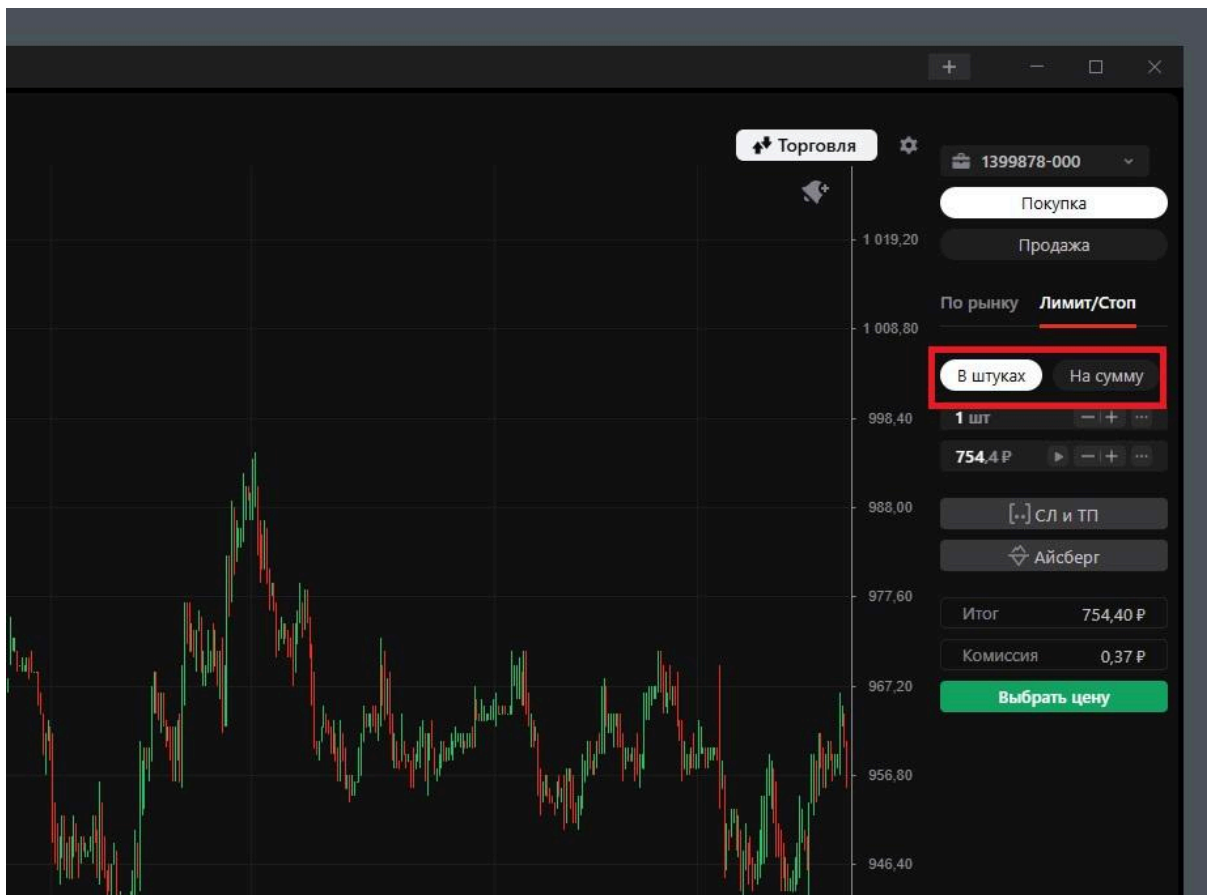 Торговля
1399878-000
Покупка
Продажа
По рынку Лимит/Стоп
В штуках На сумму
1 шт
754,4 ₽
[..] СЛ и ТП
Айсберг
Итог 754,40 ₽
Комиссия 0,37 ₽
Выбрать цену
1 019,20
1 008,80
998,40
988,00
977,60
967,20
956,80
946,40